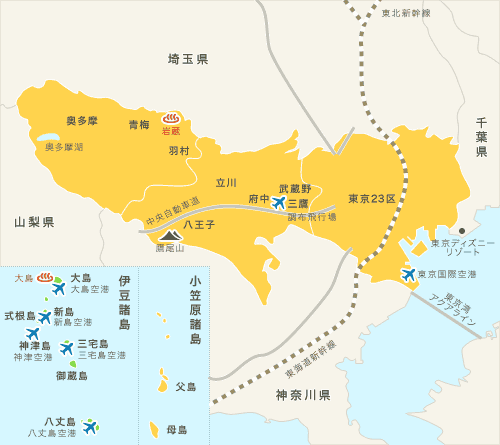 東北新幹線
埼玉県
千葉県
奥多摩
青梅
岩蔵
奥多摩湖
羽村
立川
武蔵野
府中
三鷹
東京23区
中央自動車道
調布飛行場
八王子
鷹尾山
山梨県
東京ディズニー
リゾート
東京国際空港
東京湾
アクアライン
東海道新幹線
神奈川県
伊豆諸島
小笠原諸島
大島
大島
大島空港
新島
新島空港
式根島
神津島
神津空港
三宅島
三宅島空港
御蔵島
八丈島
八丈島空港
父島
母島